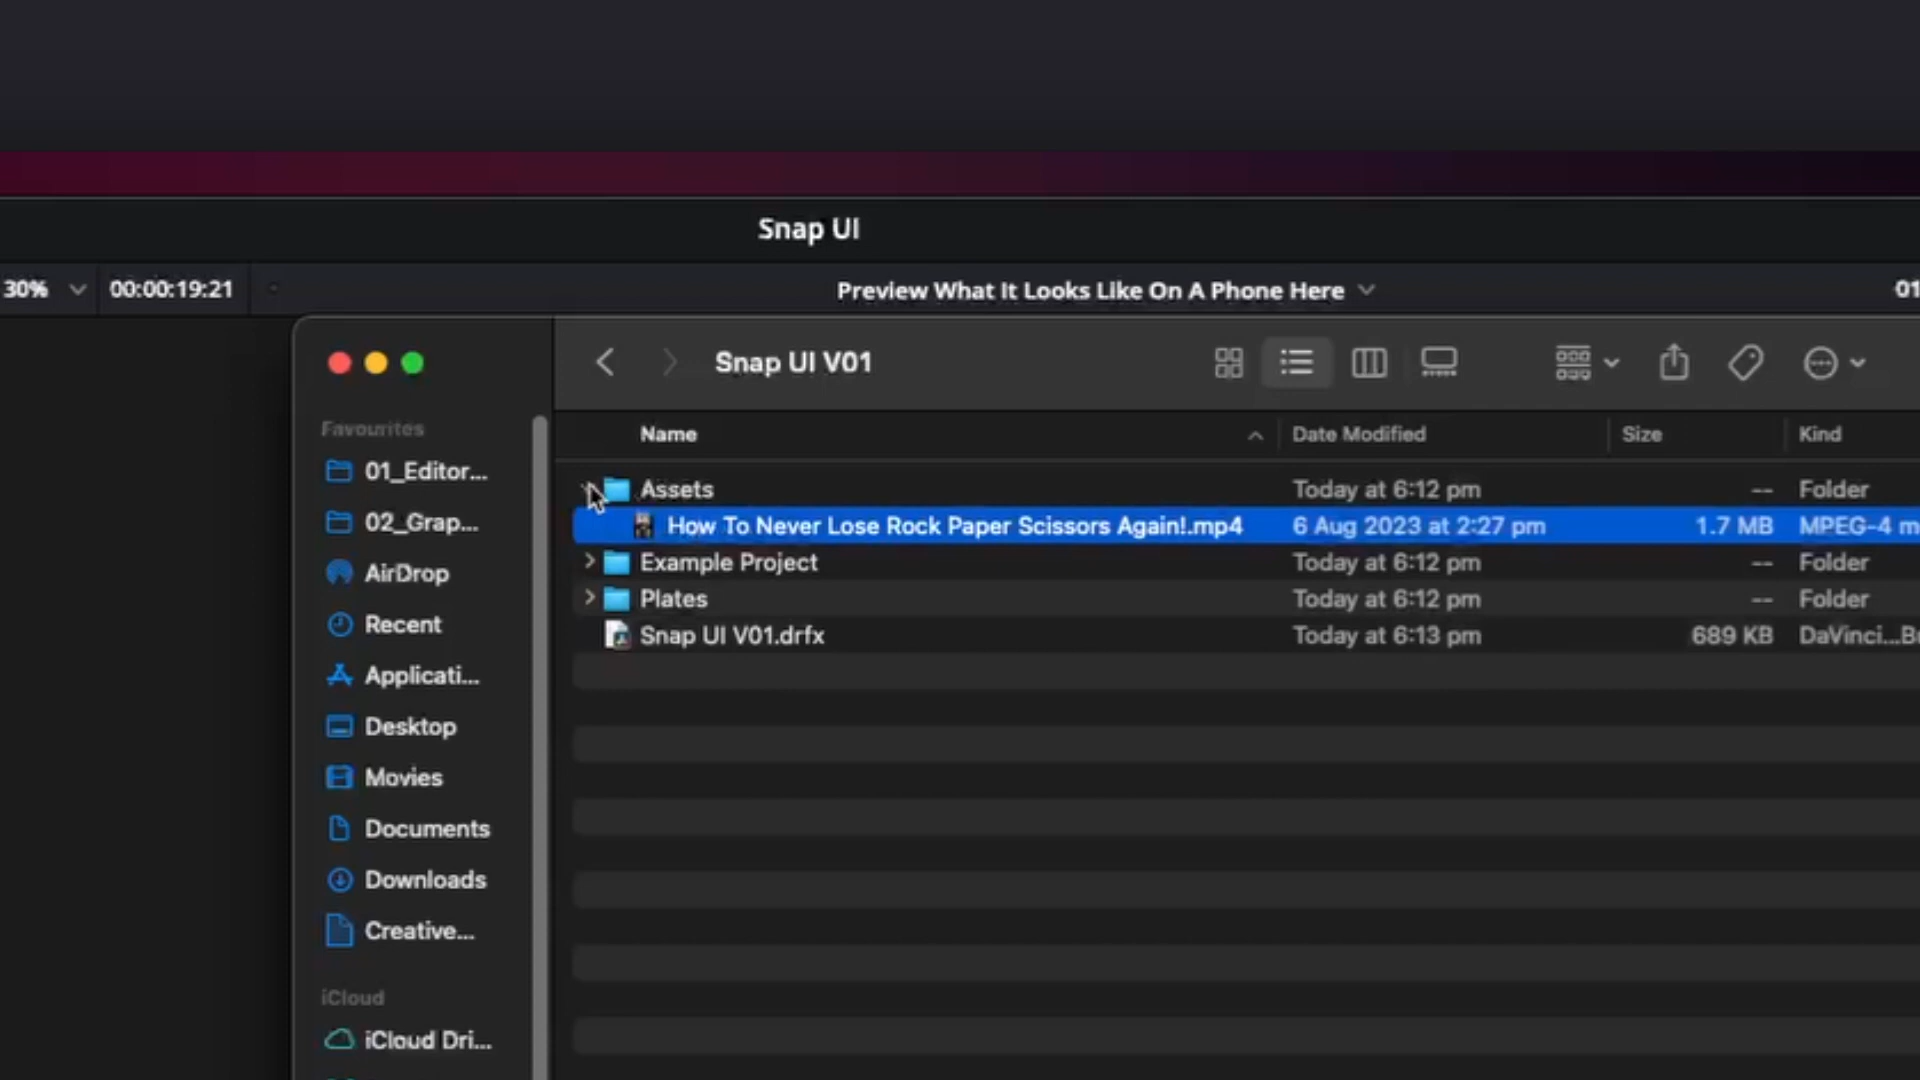 Snap UI
30% 00:00:19:21 Preview What It Looks Like On A Phone Here 01
Snap UI V01
Favourites
01_Editor...
02_Grap...
AirDrop
Recent
Applicati...
Desktop
Movies
Documents
Downloads
Creative...
iCloud
iCloud Dri...
Name Date Modified Size Kind
Assets Today at 6:12 pm -- Folder
How To Never Lose Rock Paper Scissors Again!.mp4 6 Aug 2023 at 2:27 pm 1.7 MB MPEG-4 m
Example Project Today at 6:12 pm -- Folder
Plates Today at 6:12 pm -- Folder
Snap UI V01.drfx Today at 6:13 pm 689 KB DaVinci...Bu